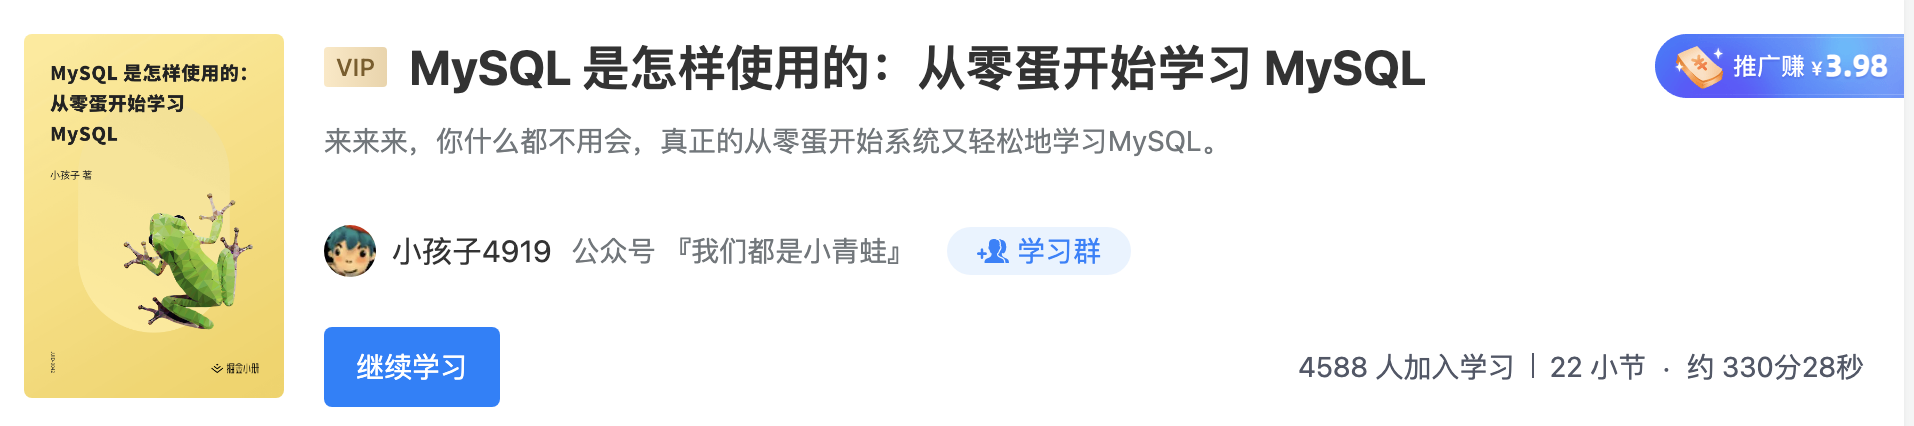 MySQL 是怎样使用的：
从零蛋开始学习
MySQL
小孩子 著
掘金小册
VIP MySQL 是怎样使用的：从零蛋开始学习 MySQL
推广赚 ¥3.98
来来来，你什么都不用会，真正的从零蛋开始系统又轻松地学习MySQL。
小孩子4919 公众号 『我们都是小青蛙』 学习群
继续学习
4588 人加入学习 | 22 小节 · 约 330分28秒